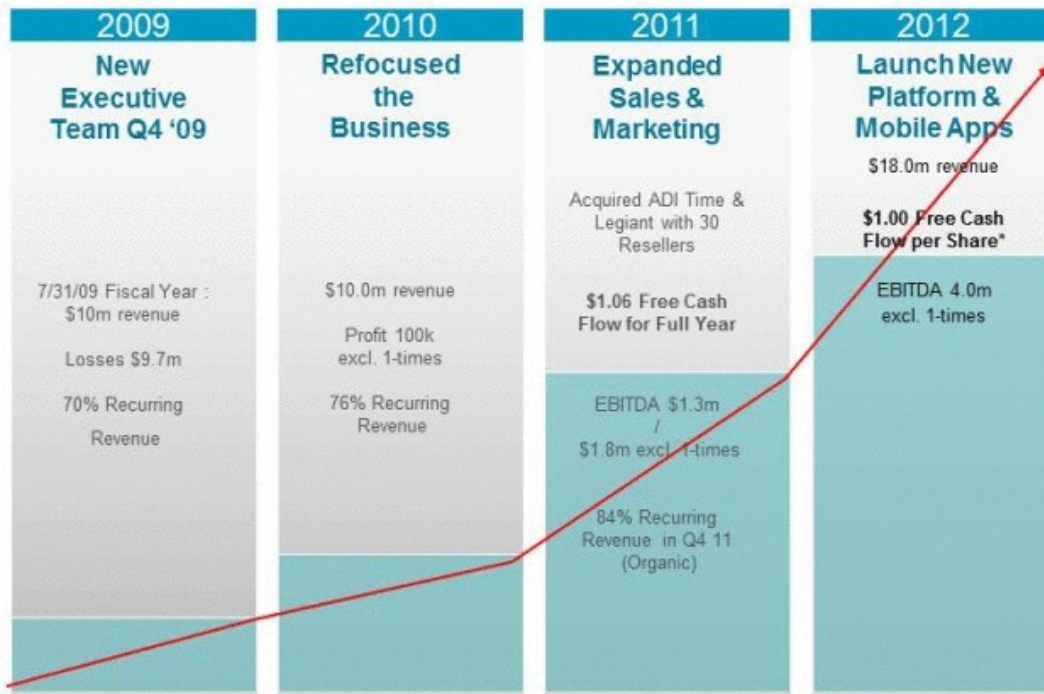 2009
New
Executive
Team Q4 ‘09
7/31/09 Fiscal Year :
$10m revenue
Losses $9.7m
70% Recurring
Revenue
2010
Refocused
the
Business
$10.0m revenue
Profit 100k
excl. 1-times
76% Recurring
Revenue
2011
Expanded
Sales &
Marketing
Acquired ADI Time &
Legiant with 30
Resellers
$1.06 Free Cash
Flow for Full Year
EBITDA $1.3m
/
$1.8m excl. 1-times
84% Recurring
Revenue in Q4 11
(Organic)
2012
Launch New
Platform &
Mobile Apps
$18.0m revenue
$1.00 Free Cash
Flow per Share*
EBITDA 4.0m
excl. 1-times